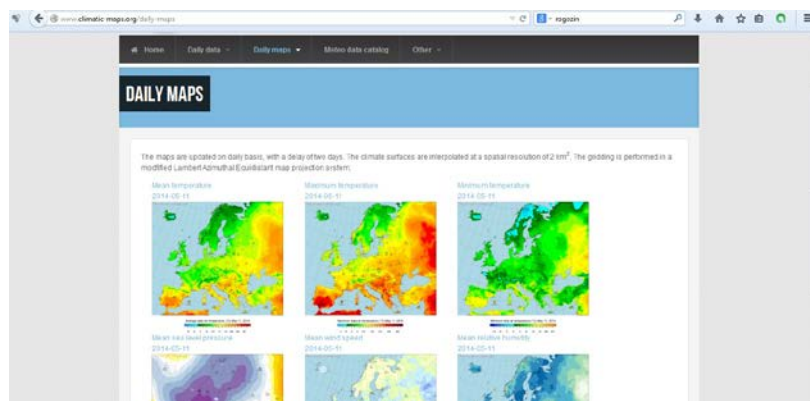 www.climatic-maps.org/daily-maps
rogozin
Home Daily data Daily maps Meteo data catalog Other
DAILY MAPS
The maps are updated on daily basis, with a delay of two days. The climate surfaces are interpolated at a spatial resolution of 2 km². The gridding is performed in a
modified Lambert Azimuthal Equidistant map projection system.
Mean temperature Maximum temperature Minimum temperature
2014-05-11 2014-05-11 2014-05-11
Mean sea level pressure Mean wind speed Mean relative humidity
2014-05-11 2014-05-11 2014-05-11